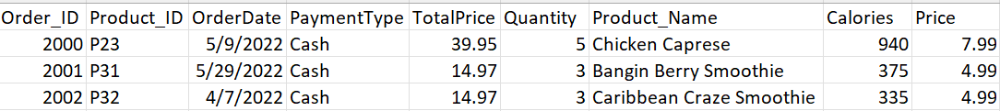 Order_ID Product_ID OrderDate PaymentType TotalPrice Quantity Product_Name Calories Price
2000 P23 5/9/2022 Cash 39.95 5 Chicken Caprese 940 7.99
2001 P31 5/29/2022 Cash 14.97 3 Bangin Berry Smoothie 375 4.99
2002 P32 4/7/2022 Cash 14.97 3 Caribbean Craze Smoothie 335 4.99